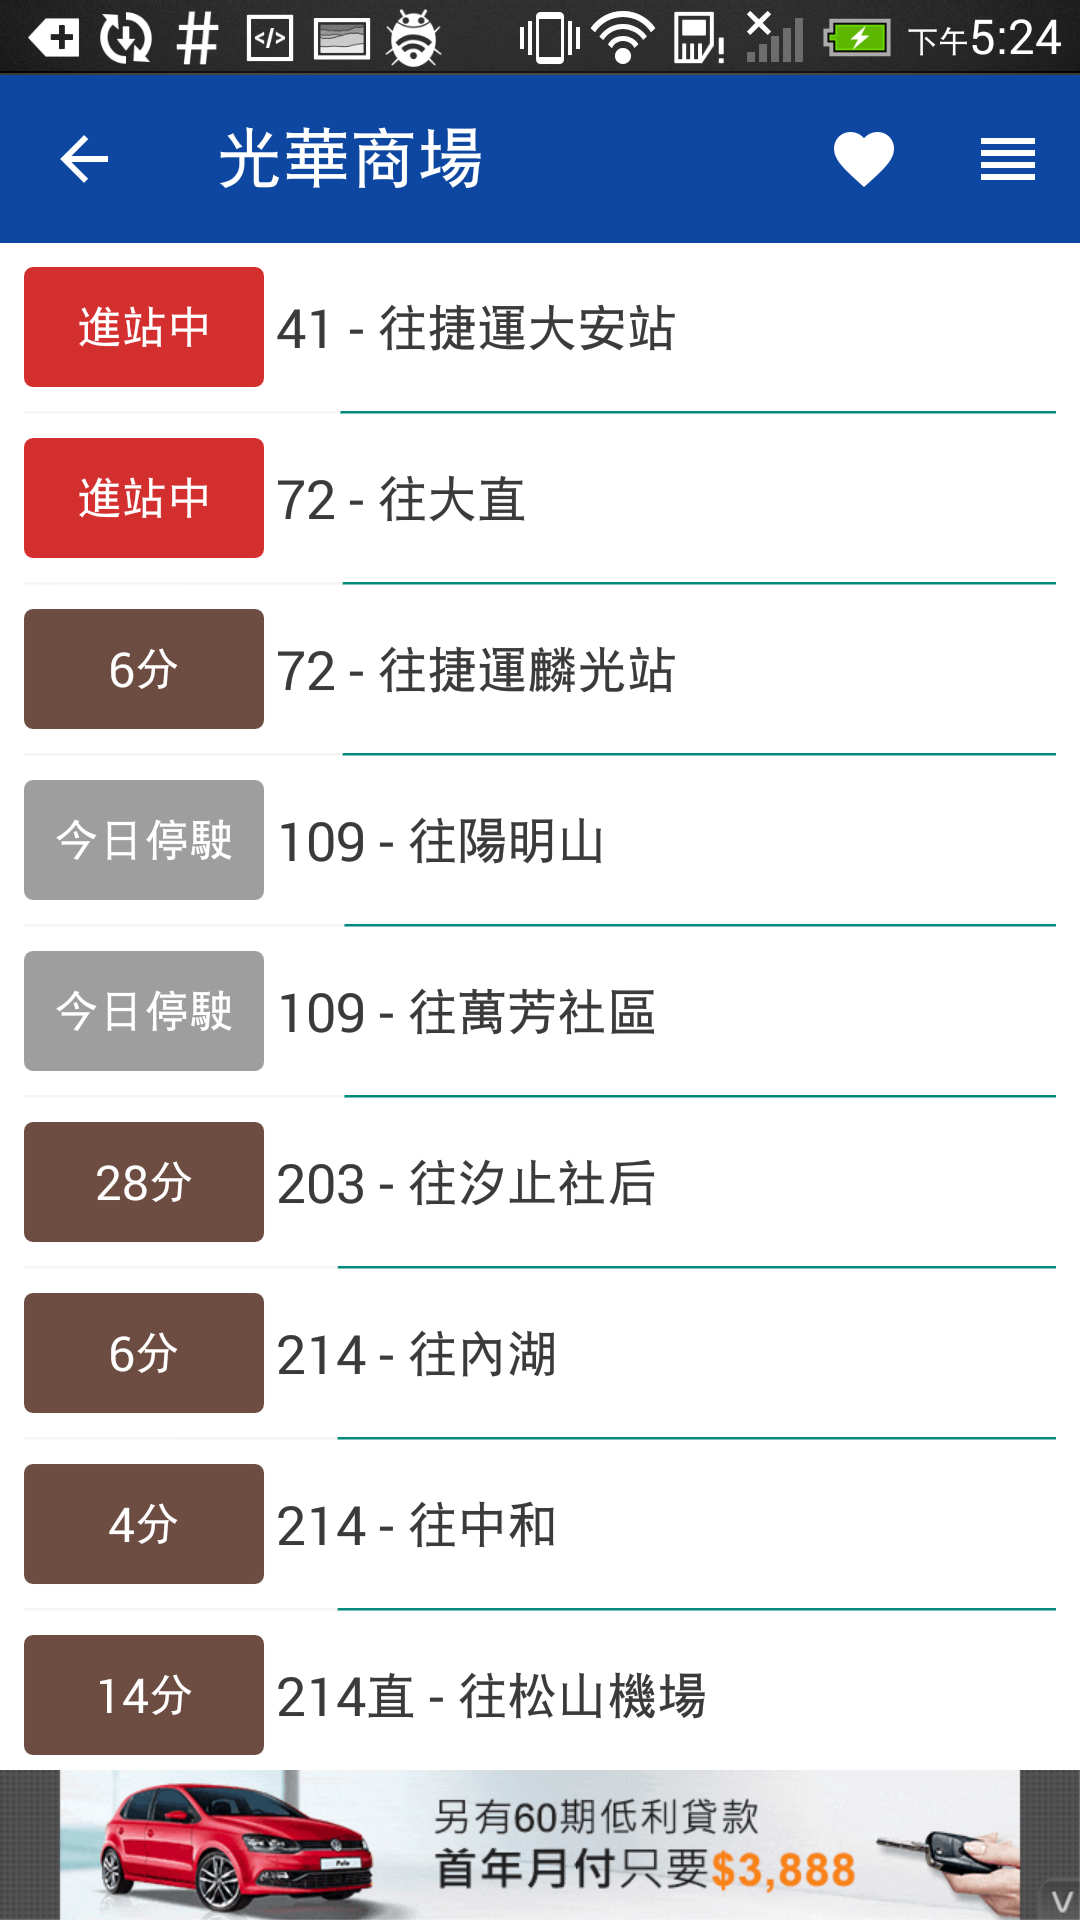 下午5:24
光華商場
進站中 41 - 往捷運大安站
進站中 72 - 往大直
6分 72 - 往捷運麟光站
今日停駛 109 - 往陽明山
今日停駛 109 - 往萬芳社區
28分 203 - 往汐止社后
6分 214 - 往內湖
4分 214 - 往中和
14分 214直 - 往松山機場
另有60期低利貸款
首年月付只要$3,888